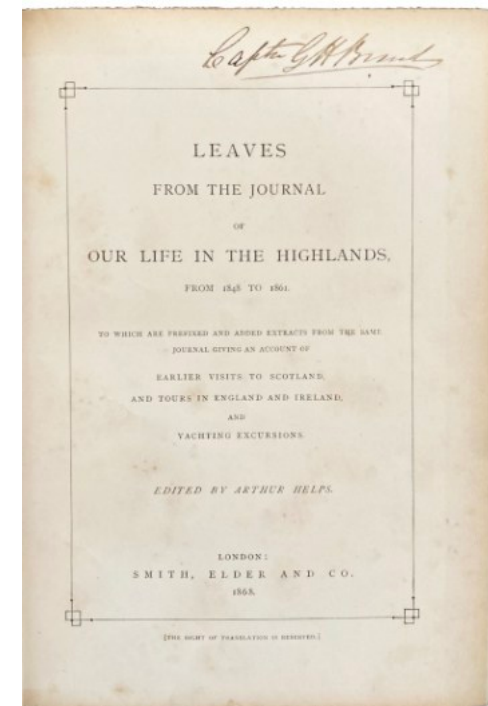 Captn G H
LEAVES
FROM THE JOURNAL
OF
OUR LIFE IN THE HIGHLANDS,
FROM 1848 TO 1861.
TO WHICH ARE PREFIXED AND ADDED EXTRACTS FROM THE SAME
JOURNAL GIVING AN ACCOUNT OF
EARLIER VISITS TO SCOTLAND,
AND TOURS IN ENGLAND AND IRELAND,
AND
YACHTING EXCURSIONS.
EDITED BY ARTHUR HELPS.
LONDON:
SMITH, ELDER AND CO.
1868.
[THE RIGHT OF TRANSLATION IS RESERVED.]